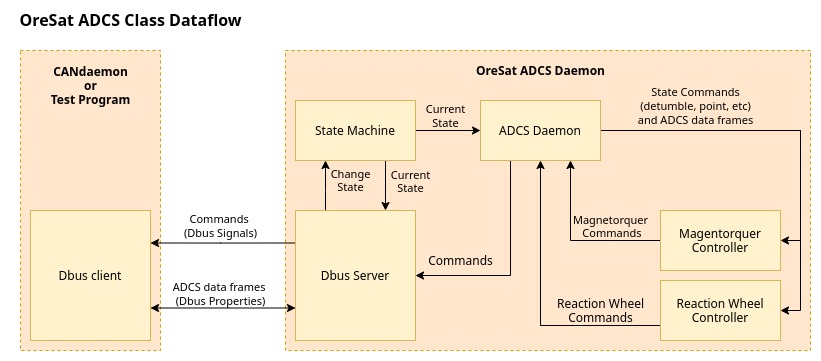 OreSat ADCS Class Dataflow
CANdaemon
or
Test Program
OreSat ADCS Daemon
State Machine
Current
State
ADCS Daemon
State Commands
(detumble, point, etc)
and ADCS data frames
Change
State
Current
State
Commands
(Dbus Signals)
Dbus client
ADCS data frames
(Dbus Properties)
Dbus Server
Commands
Magnetorquer
Commands
Magentorquer
Controller
Reaction Wheel
Commands
Reaction Wheel
Controller